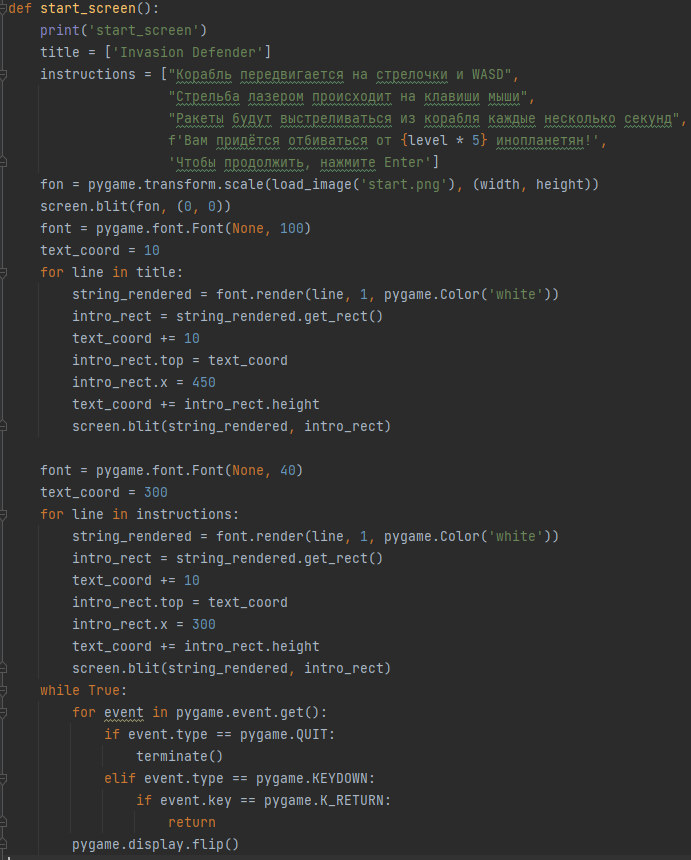 def start_screen():
    print('start_screen')
    title = ['Invasion Defender']
    instructions = ["Корабль передвигается на стрелочки и WASD",
                    "Стрельба лазером происходит на клавиши мыши",
                    "Ракеты будут выстреливаться из корабля каждые несколько секунд",
                    f'Вам придётся отбиваться от {level * 5} инопланетян!',
                    'Чтобы продолжить, нажмите Enter']
    fon = pygame.transform.scale(load_image('start.png'), (width, height))
    screen.blit(fon, (0, 0))
    font = pygame.font.Font(None, 100)
    text_coord = 10
    for line in title:
        string_rendered = font.render(line, 1, pygame.Color('white'))
        intro_rect = string_rendered.get_rect()
        text_coord += 10
        intro_rect.top = text_coord
        intro_rect.x = 450
        text_coord += intro_rect.height
        screen.blit(string_rendered, intro_rect)

    font = pygame.font.Font(None, 40)
    text_coord = 300
    for line in instructions:
        string_rendered = font.render(line, 1, pygame.Color('white'))
        intro_rect = string_rendered.get_rect()
        text_coord += 10
        intro_rect.top = text_coord
        intro_rect.x = 300
        text_coord += intro_rect.height
        screen.blit(string_rendered, intro_rect)
    while True:
        for event in pygame.event.get():
            if event.type == pygame.QUIT:
                terminate()
            elif event.type == pygame.KEYDOWN:
                if event.key == pygame.K_RETURN:
                    return
        pygame.display.flip()